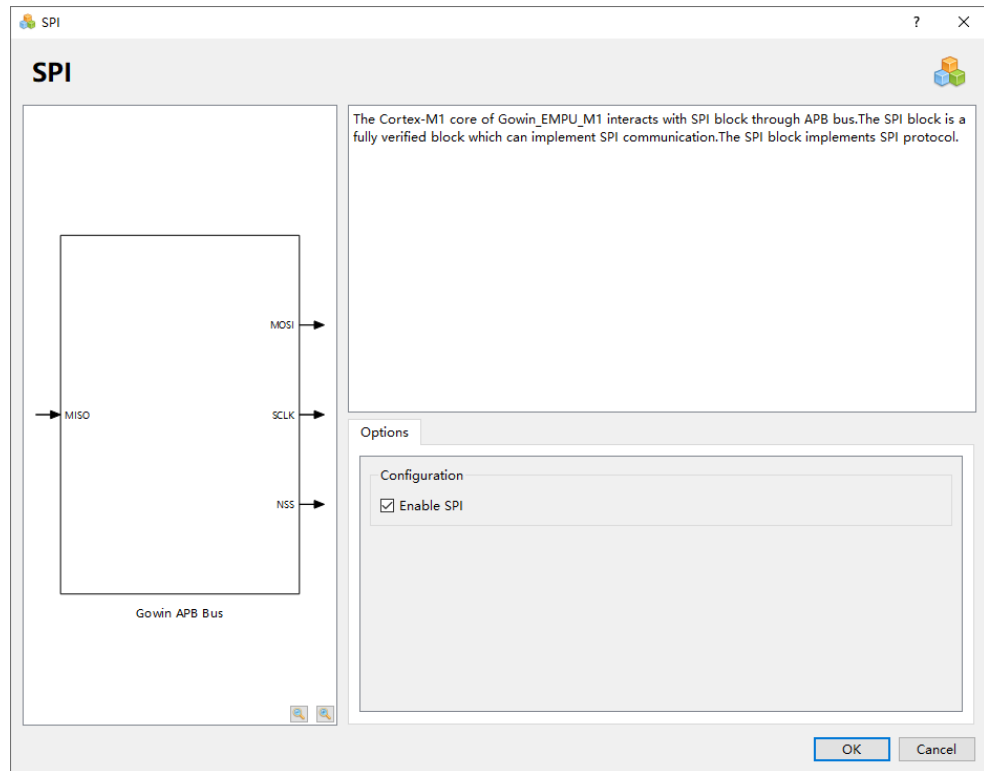 SPI
?
SPI
The Cortex-M1 core of Gowin_EMPU_M1 interacts with SPI block through APB bus.The SPI block is a
fully verified block which can implement SPI communication.The SPI block implements SPI protocol.
MOSI
MISO
SCLK
NSS
Gowin APB Bus
Options
Configuration
Enable SPI
OK
Cancel